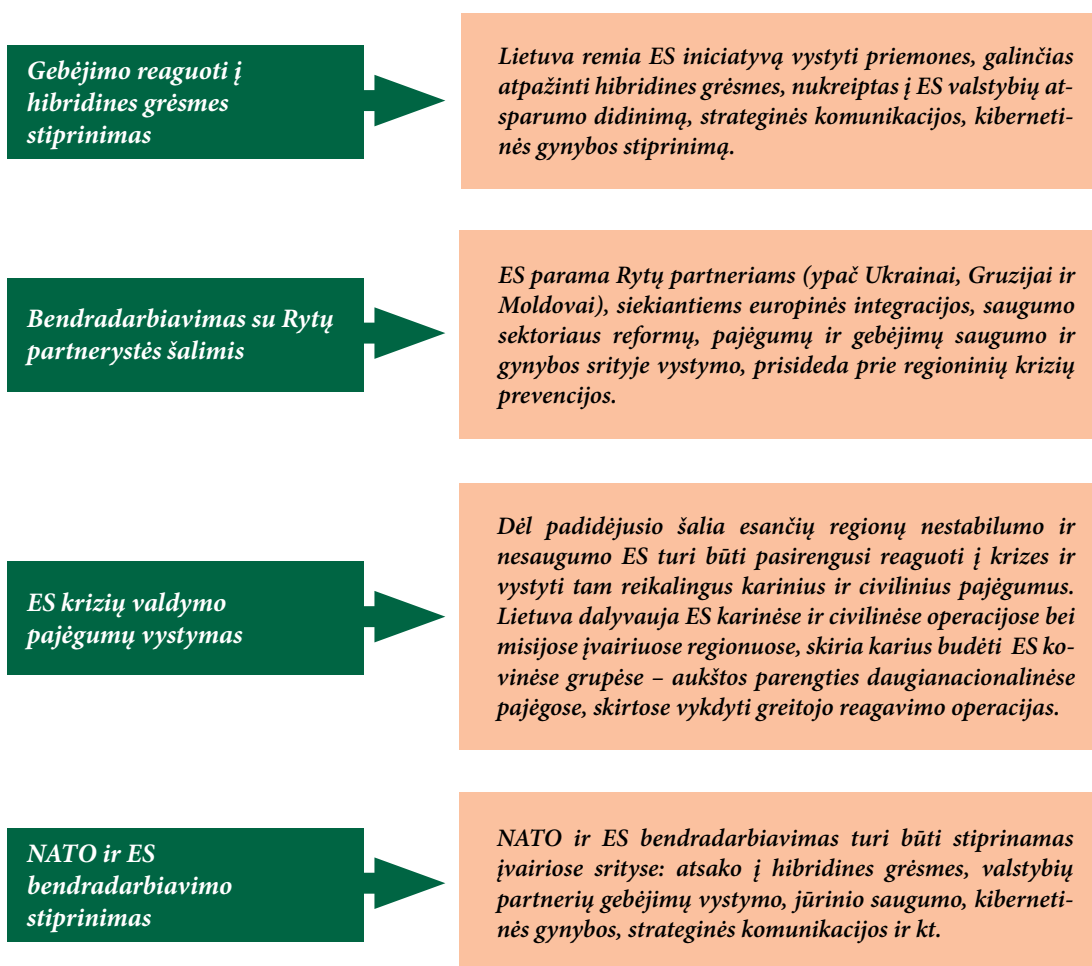 Gebėjimo reaguoti į
hibridines grėsmes
stiprinimas
Lietuva remia ES iniciatyvą vystyti priemones, galinčias
atpažinti hibridines grėsmes, nukreiptas į ES valstybių at-
sparumo didinimą, strateginės komunikacijos, kiberneti-
nės gynybos stiprinimą.
Bendradarbiavimas su Rytų
partnerystės šalimis
ES parama Rytų partneriams (ypač Ukrainai, Gruzijai ir
Moldovai), siekiantiems europinės integracijos, saugumo
sektoriaus reformų, pajėgumų ir gebėjimų saugumo ir
gynybos srityje vystymo, prisideda prie regioninių krizių
prevencijos.
ES krizių valdymo
pajėgumų vystymas
Dėl padidėjusio šalia esančių regionų nestabilumo ir
nesaugumo ES turi būti pasirengusi reaguoti į krizes ir
vystyti tam reikalingus karinius ir civilinius pajėgumus.
Lietuva dalyvauja ES karinėse ir civilinėse operacijose bei
misijose įvairiuose regionuose, skiria karius budėti ES ko-
vinėse grupėse – aukštos parengties daugianacionalinėse
pajėgose, skirtose vykdyti greitojo reagavimo operacijas.
NATO ir ES
bendradarbiavimo
stiprinimas
NATO ir ES bendradarbiavimas turi būti stiprinamas
įvairiose srityse: atsako į hibridines grėsmes, valstybių
partnerių gebėjimų vystymo, jūrinio saugumo, kiberneti-
nės gynybos, strateginės komunikacijos ir kt.